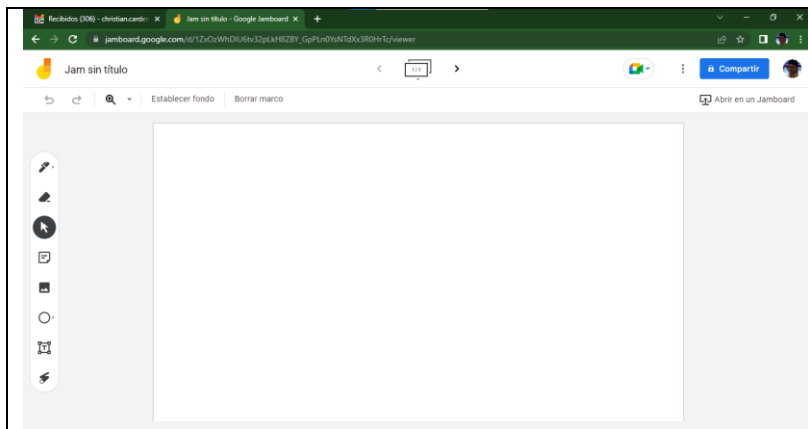 Recibidos (306) - christian.carden
Jam sin título - Google Jamboard
jamboard.google.com/d/1ZxOzWhDIU6tv32pLkH8Z8Y_GpPLn0YsNTdXx3R0HrTc/viewer
Jam sin título
1/1
Compartir
Establecer fondo
Borrar marco
Abrir en un Jamboard